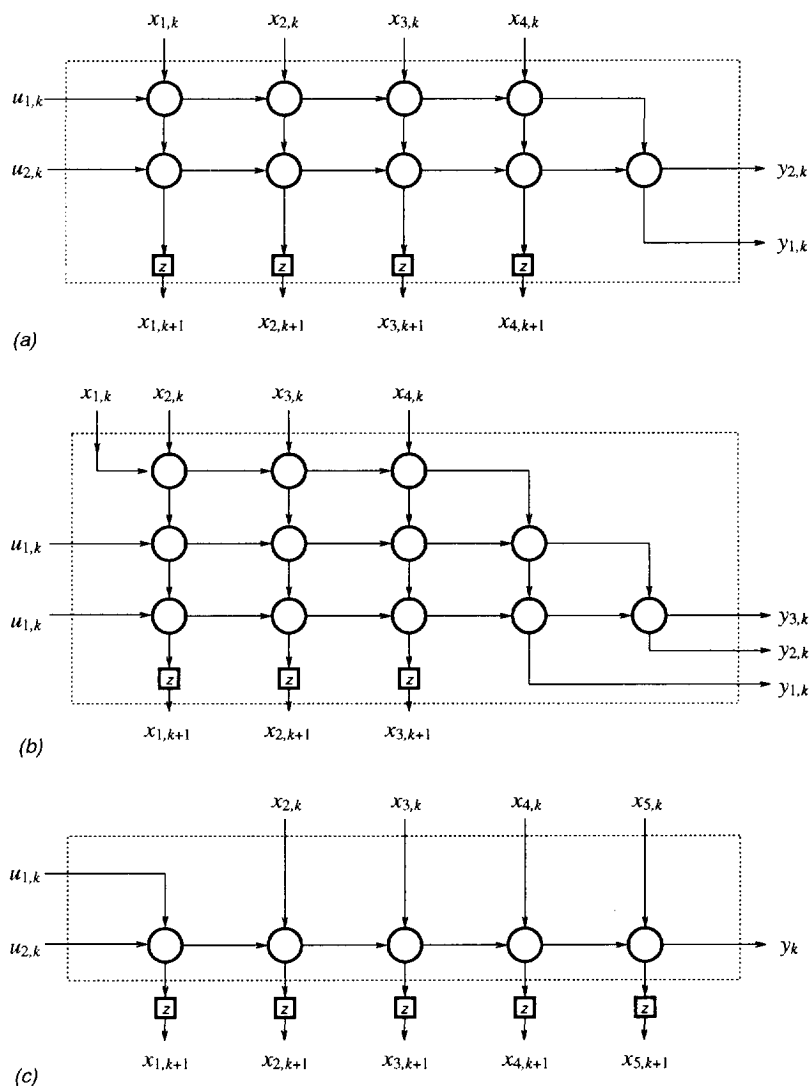 x1,k x2,k x3,k x4,k
u1,k
u2,k y2,k
y1,k
z z z z
x1,k+1 x2,k+1 x3,k+1 x4,k+1
(a)
x1,k x2,k x3,k x4,k
u1,k
u1,k y3,k
y2,k
z z z
y1,k
x1,k+1 x2,k+1 x3,k+1
(b)
x2,k x3,k x4,k x5,k
u1,k
u2,k yk
z z z z z
x1,k+1 x2,k+1 x3,k+1 x4,k+1 x5,k+1
(c)